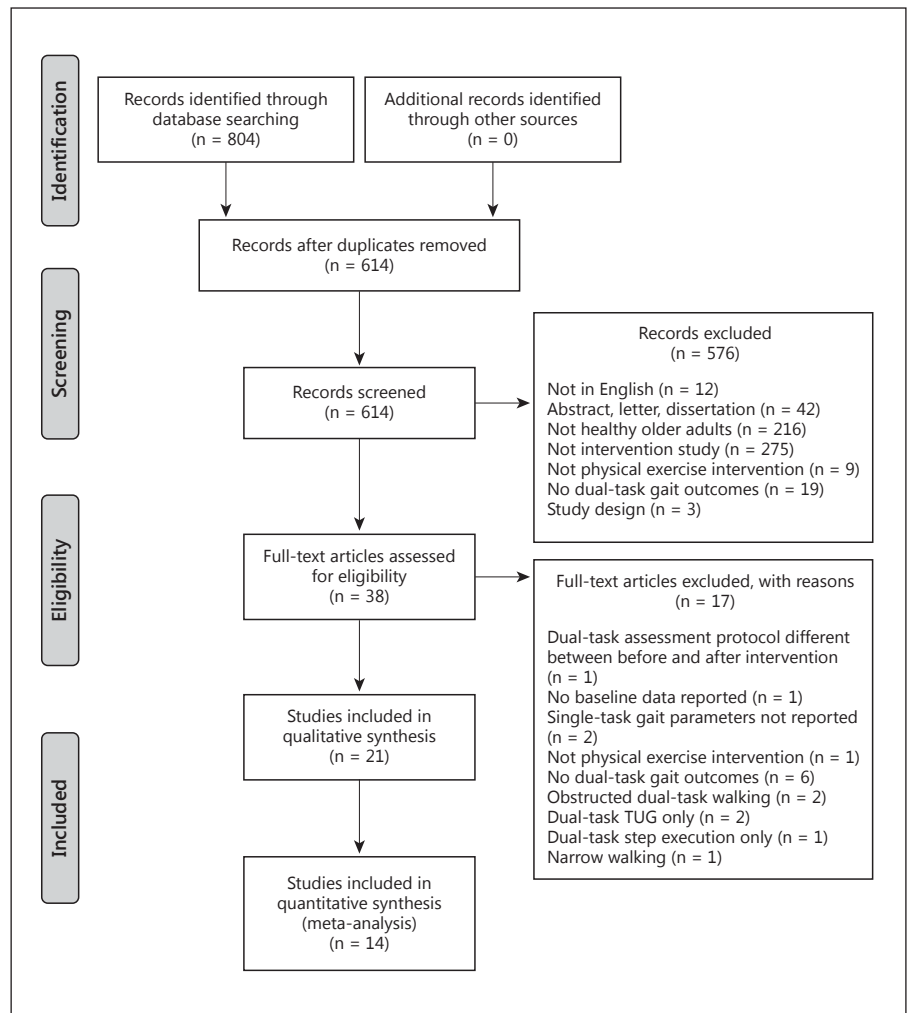 Identification
Records identified through
database searching
(n = 804)
Additional records identified
through other sources
(n = 0)
Records after duplicates removed
(n = 614)
Screening
Records screened
(n = 614)
Records excluded
(n = 576)
Not in English (n = 12)
Abstract, letter, dissertation (n = 42)
Not healthy older adults (n = 216)
Not intervention study (n = 275)
Not physical exercise intervention (n = 9)
No dual-task gait outcomes (n = 19)
Study design (n = 3)
Eligibility
Full-text articles assessed
for eligibility
(n = 38)
Full-text articles excluded, with reasons
(n = 17)
Dual-task assessment protocol different
between before and after intervention
(n = 1)
No baseline data reported (n = 1)
Single-task gait parameters not reported
(n = 2)
Not physical exercise intervention (n = 1)
No dual-task gait outcomes (n = 6)
Obstructed dual-task walking (n = 2)
Dual-task TUG only (n = 2)
Dual-task step execution only (n = 1)
Narrow walking (n = 1)
Included
Studies included in
qualitative synthesis
(n = 21)
Studies included in
quantitative synthesis
(meta-analysis)
(n = 14)